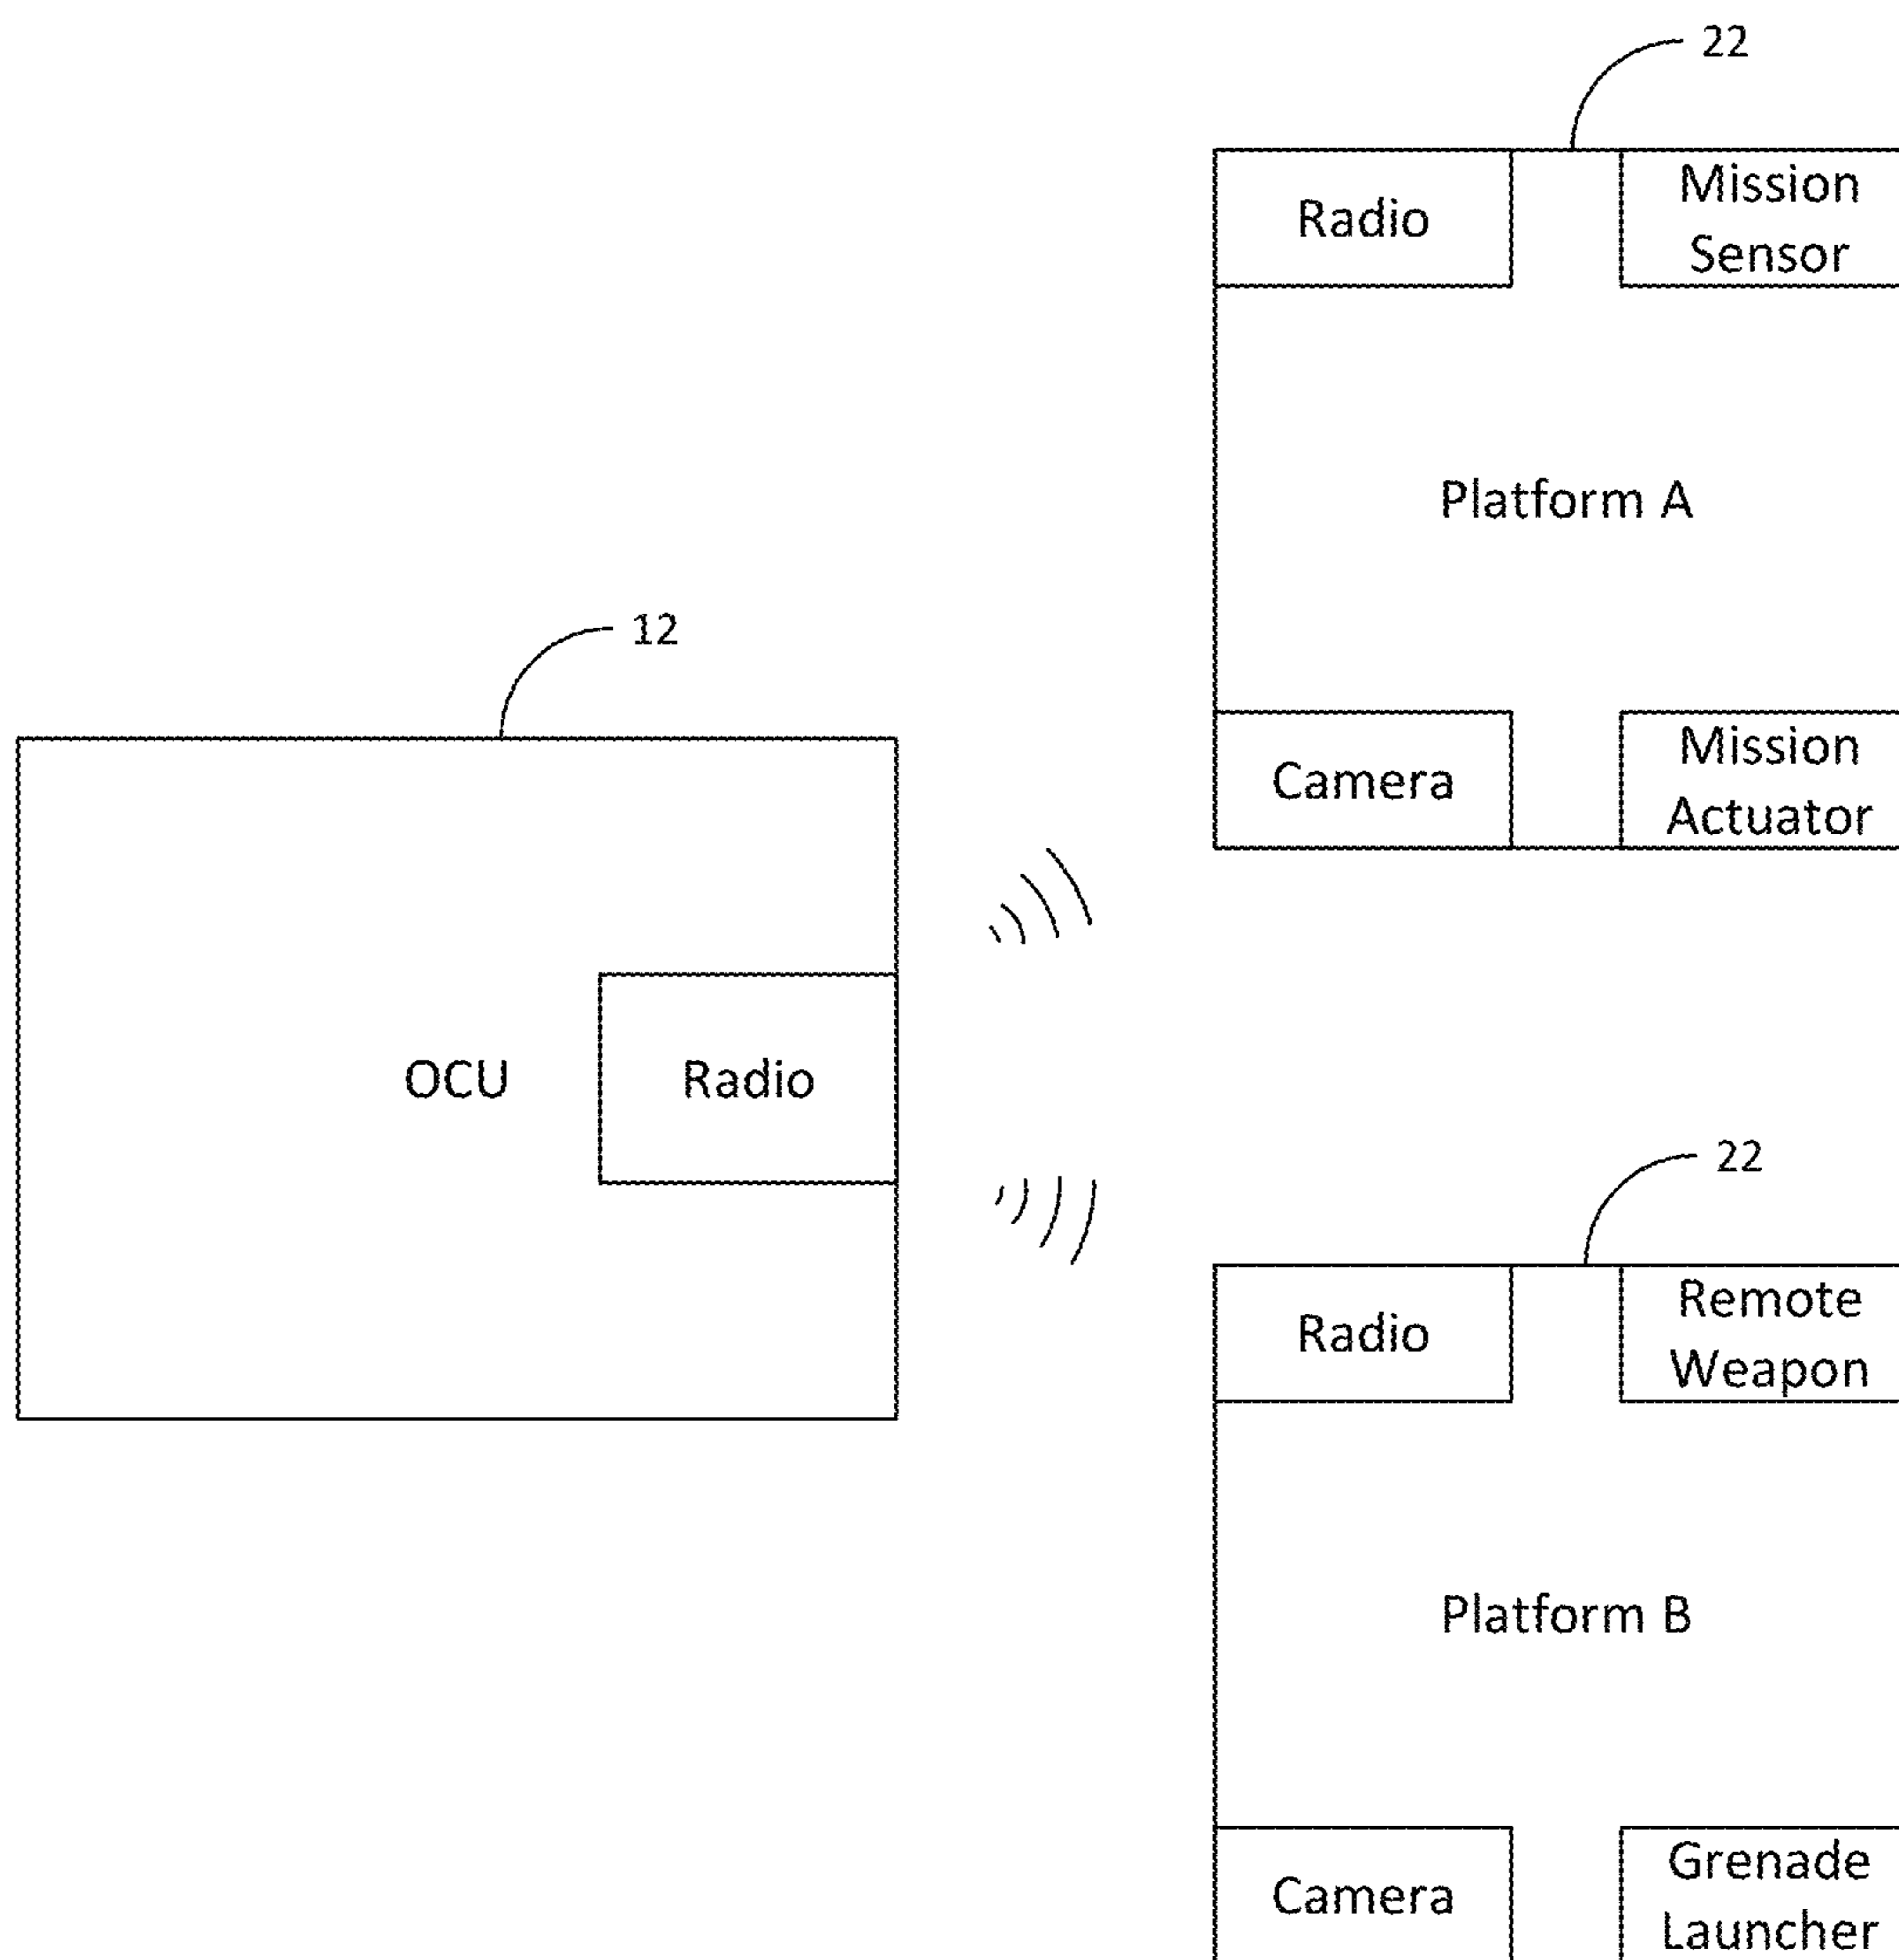 22
Radio
Mission
Sensor
Platform A
Camera
Mission
Actuator
12
OCU
Radio
22
Radio
Remote
Weapon
Platform B
Camera
Grenade
Launcher